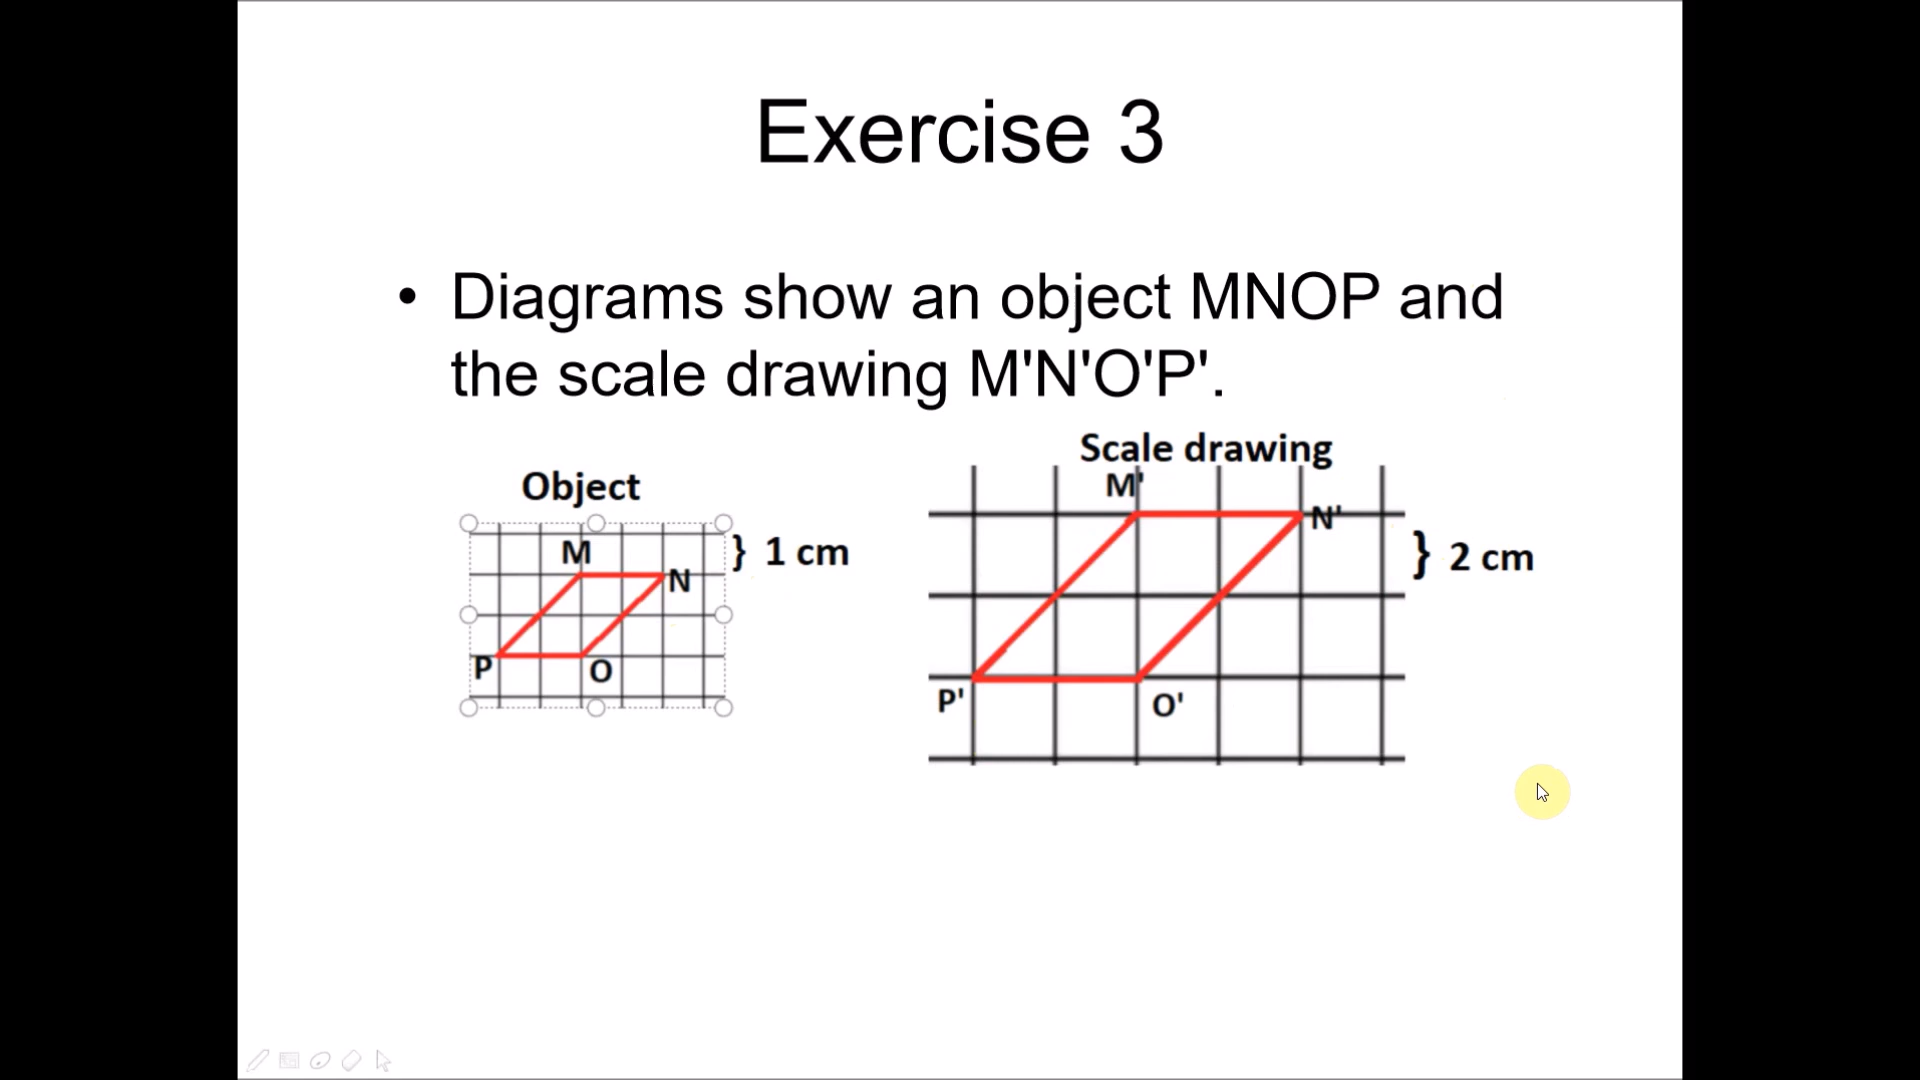 Exercise 3
• Diagrams show an object MNOP and
the scale drawing M'N'O'P'.
Object
M
N
} 1 cm
P
O
Scale drawing
M'
N'
} 2 cm
P'
O'